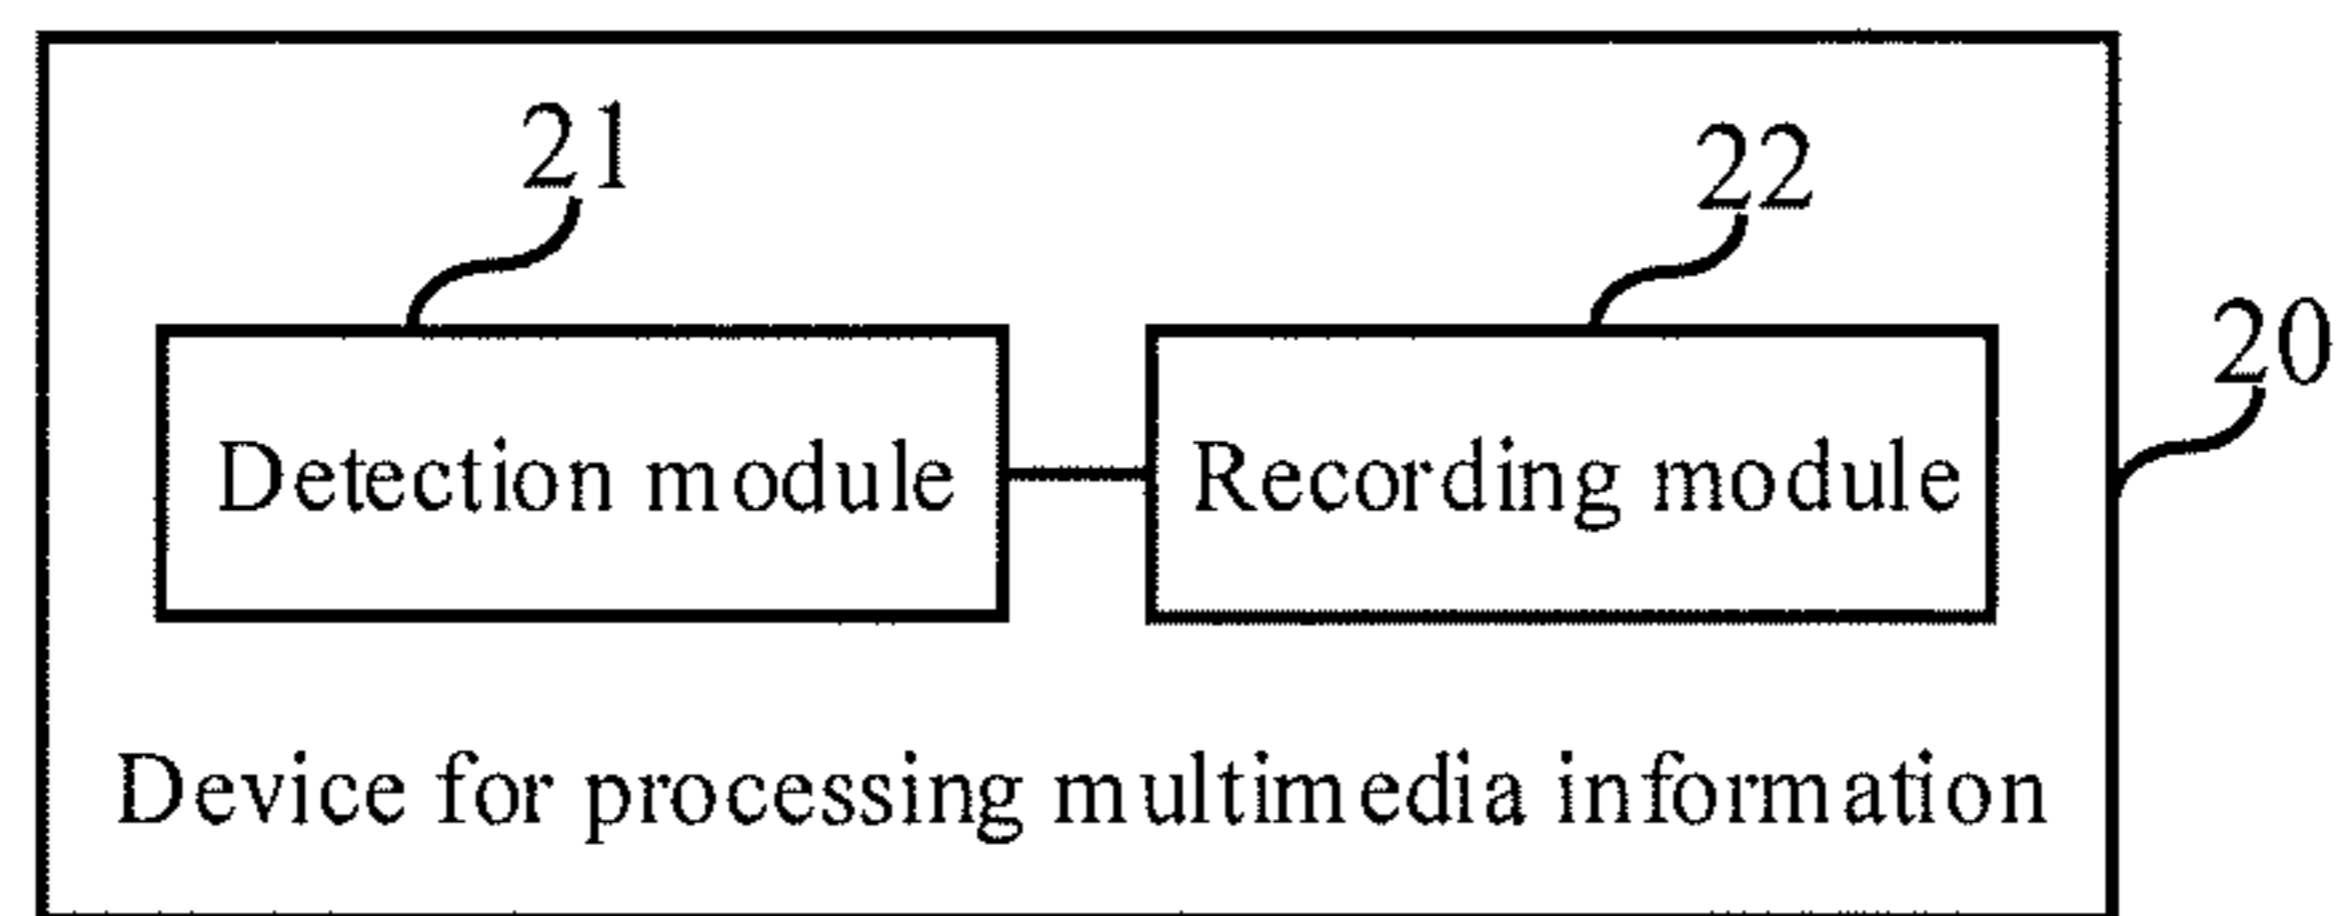 21
22
20
Detection module
Recording module
Device for processing multimedia information